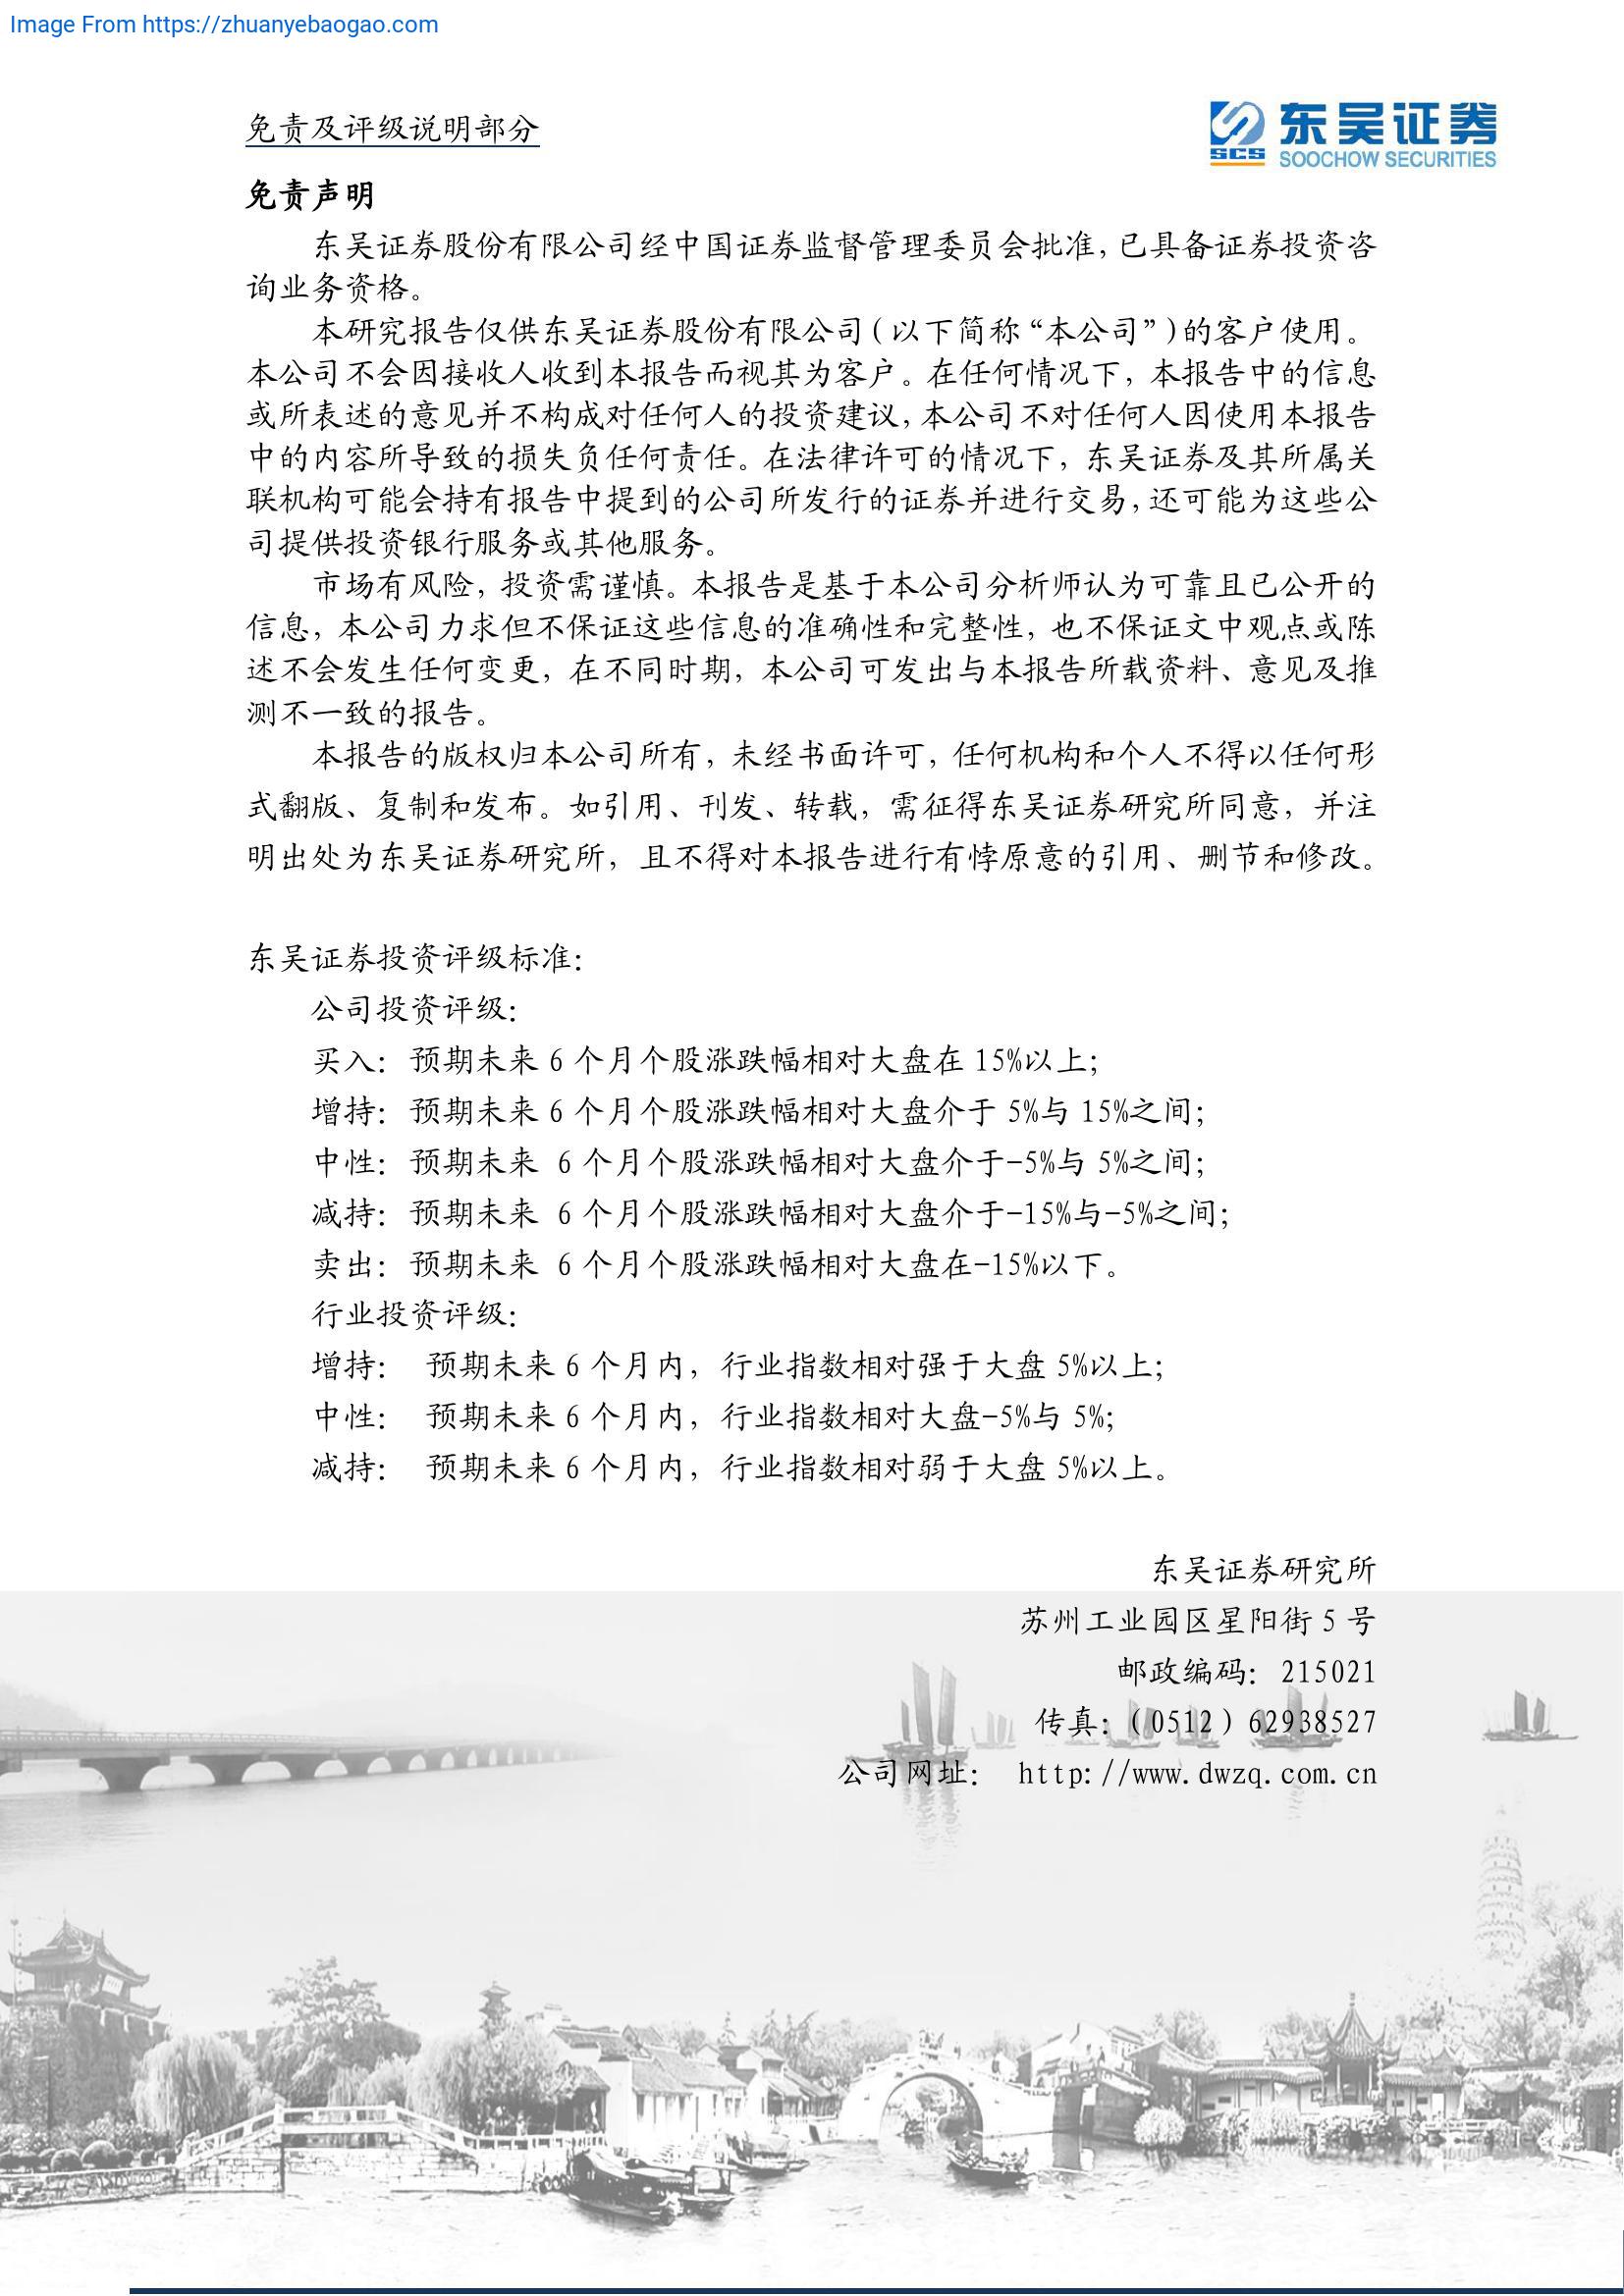 Image From https://zhuanyebaogao.com
免责及评级说明部分
东吴证券
SCS
SOOCHOW SECURITIES
免责声明
东吴证券股份有限公司经中国证券监督管理委员会批准，已具备证券投资咨
询业务资格。
本研究报告仅供东吴证券股份有限公司（以下简称“本公司”）的客户使用。
本公司不会因接收人收到本报告而视其为客户。在任何情况下，本报告中的信息
或所表述的意见并不构成对任何人的投资建议，本公司不对任何人因使用本报告
中的内容所导致的损失负任何责任。在法律许可的情况下，东吴证券及其所属关
联机构可能会持有报告中提到的公司所发行的证券并进行交易，还可能为这些公
司提供投资银行服务或其他服务。
市场有风险，投资需谨慎。本报告是基于本公司分析师认为可靠且已公开的
信息，本公司力求但不保证这些信息的准确性和完整性，也不保证文中观点或陈
述不会发生任何变更，在不同时期，本公司可发出与本报告所载资料、意见及推
测不一致的报告。
本报告的版权归本公司所有，未经书面许可，任何机构和个人不得以任何形
式翻版、复制和发布。如引用、刊发、转载，需征得东吴证券研究所同意，并注
明出处为东吴证券研究所，且不得对本报告进行有悖原意的引用、删节和修改。
东吴证券投资评级标准：
公司投资评级：
买入：预期未来 6 个月个股涨跌幅相对大盘在 15%以上；
增持：预期未来 6 个月个股涨跌幅相对大盘介于 5%与 15%之间；
中性：预期未来 6 个月个股涨跌幅相对大盘介于-5%与 5%之间；
减持：预期未来 6 个月个股涨跌幅相对大盘介于-15%与-5%之间；
卖出：预期未来 6 个月个股涨跌幅相对大盘在-15%以下。
行业投资评级：
增持： 预期未来 6 个月内，行业指数相对强于大盘 5%以上；
中性： 预期未来 6 个月内，行业指数相对大盘-5%与 5%；
减持： 预期未来 6 个月内，行业指数相对弱于大盘 5%以上。
东吴证券研究所
苏州工业园区星阳街 5 号
邮政编码：215021
传真：（0512）62938527
公司网址： http://www.dwzq.com.cn